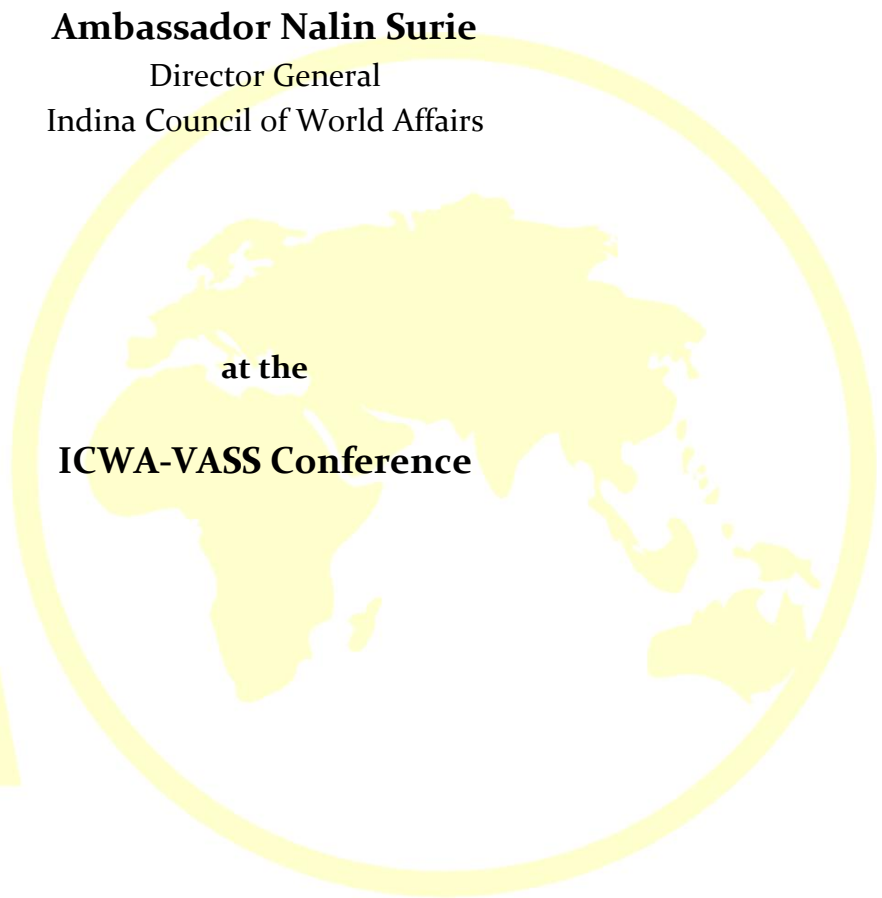 Ambassador Nalin Surie
Director General
Indina Council of World Affairs
at the
ICWA-VASS Conference